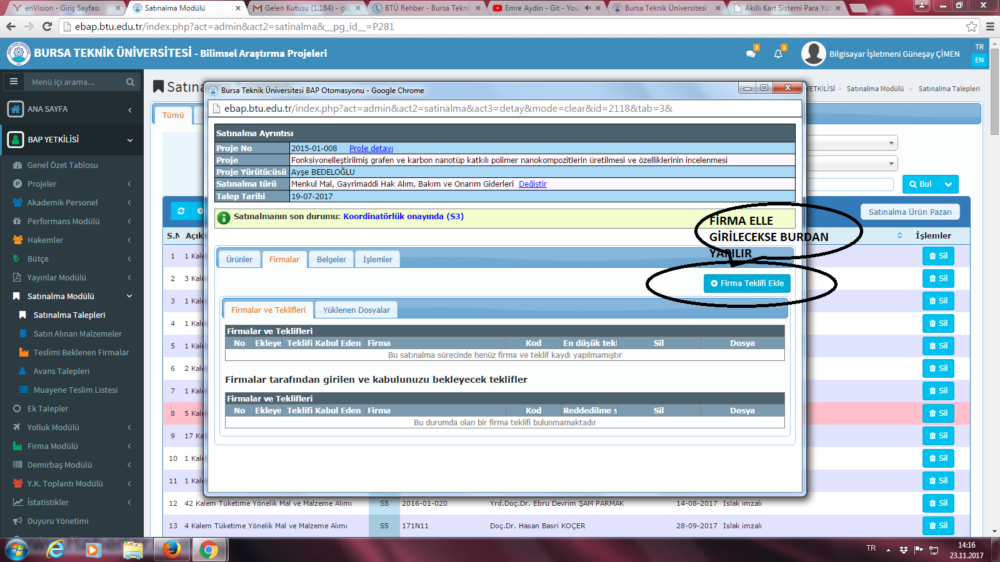 enVision - Giriş Sayfası
Satınalma Modülü
Gelen Kutusu (1.184) - gu
BTÜ Rehber - Bursa Tekni
Emre Aydin - Git - You
Bursa Teknik Üniversitesi
Akıllı Kart Sistemi Para Yü
ebap.btu.edu.tr/index.php?act=admin&act2=satinalma&__pg_id__=P281
BURSA TEKNİK ÜNİVERSİTESİ - Bilimsel Araştırma Projeleri
2
1
Bilgisayar İşletmeni Güneşay ÇİMEN
TR
EN
Menü içi arama...
ANA SAYFA
BAP YETKİLİSİ
Genel Özet Tablosu
Projeler
Akademik Personel
Performans Modülü
Hakemler
Bütçe
Yayınlar Modülü
Satınalma Modülü
Satınalma Talepleri
Satın Alınan Malzemeler
Teslimi Beklenen Firmalar
Avans Talepleri
Muayene Teslim Listesi
Ek Talepler
Yolluk Modülü
Firma Modülü
Demirbaş Modülü
Y.K. Toplantı Modülü
İstatistikler
Duyuru Yönetimi
Satına
YETKİLİSİ > Satınalma Modülü > Satınalma Talepleri
Tümü
Bul
Satınalma Ürün Pazarı
S.N Açık
İşlemler
1 1 Kale Sil
2 3 Kale Sil
3 1 Kale Sil
4 1 Kale Sil
5 1 Kale Sil
6 2 Kale Sil
7 1 Kale Sil
8 5 Kale Sil
9 17 Ka Sil
10 1 Kale Sil
11 1 Kale Sil
12 42 Kalem Tüketime Yönelik Mal ve Malzeme Alımı S5 2016-01-020 Yrd.Doç.Dr. Ebru Devrim ŞAM PARMAK 14-08-2017 Islak imzalı Sil
13 4 Kalem Tüketime Yönelik Mal ve Malzeme Alımı S5 171N11 Doç.Dr. Hasan Basri KOÇER 28-09-2017 Islak imzalı Sil
Bursa Teknik Üniversitesi BAP Otomasyonu - Google Chrome
ebap.btu.edu.tr/index.php?act=admin&act2=satinalma&act3=detay&mode=clear&id=2118&tab=3&
Satınalma Ayrıntısı
Proje No 2015-01-008 Proje detayı
Proje Fonksiyonelleştirilmiş grafen ve karbon nanotüp katkılı polimer nanokompozitlerin üretilmesi ve özelliklerinin incelenmesi
Proje Yürütücüsü Ayşe BEDELOĞLU
Satınalma türü Menkul Mal, Gayrimaddi Hak Alım, Bakım ve Onarım Giderleri Değiştir
Talep Tarihi 19-07-2017
Satınalmanın son durumu: Koordinatörlük onayında (S3)
FİRMA ELLE
GİRİLECEKSE BURDAN
YAPILIR
Ürünler Firmalar Belgeler İşlemler
Firma Teklifi Ekle
Firmalar ve Teklifleri Yüklenen Dosyalar
Firmalar ve Teklifleri
No Ekleye Teklifi Kabul Eden Firma Kod En düşük tekl Sil Dosya
Bu satınalma sürecinde henüz firma ve teklif kaydı yapılmamıştır
Firmalar tarafından girilen ve kabulunuzu bekleyecek teklifler
Firmalar ve Teklifleri
No Ekleye Teklifi Kabul Eden Firma Kod Reddedilme s Sil Dosya
Bu durumda olan bir firma teklifi bulunmamaktadır
TR
14:16
23.11.2017